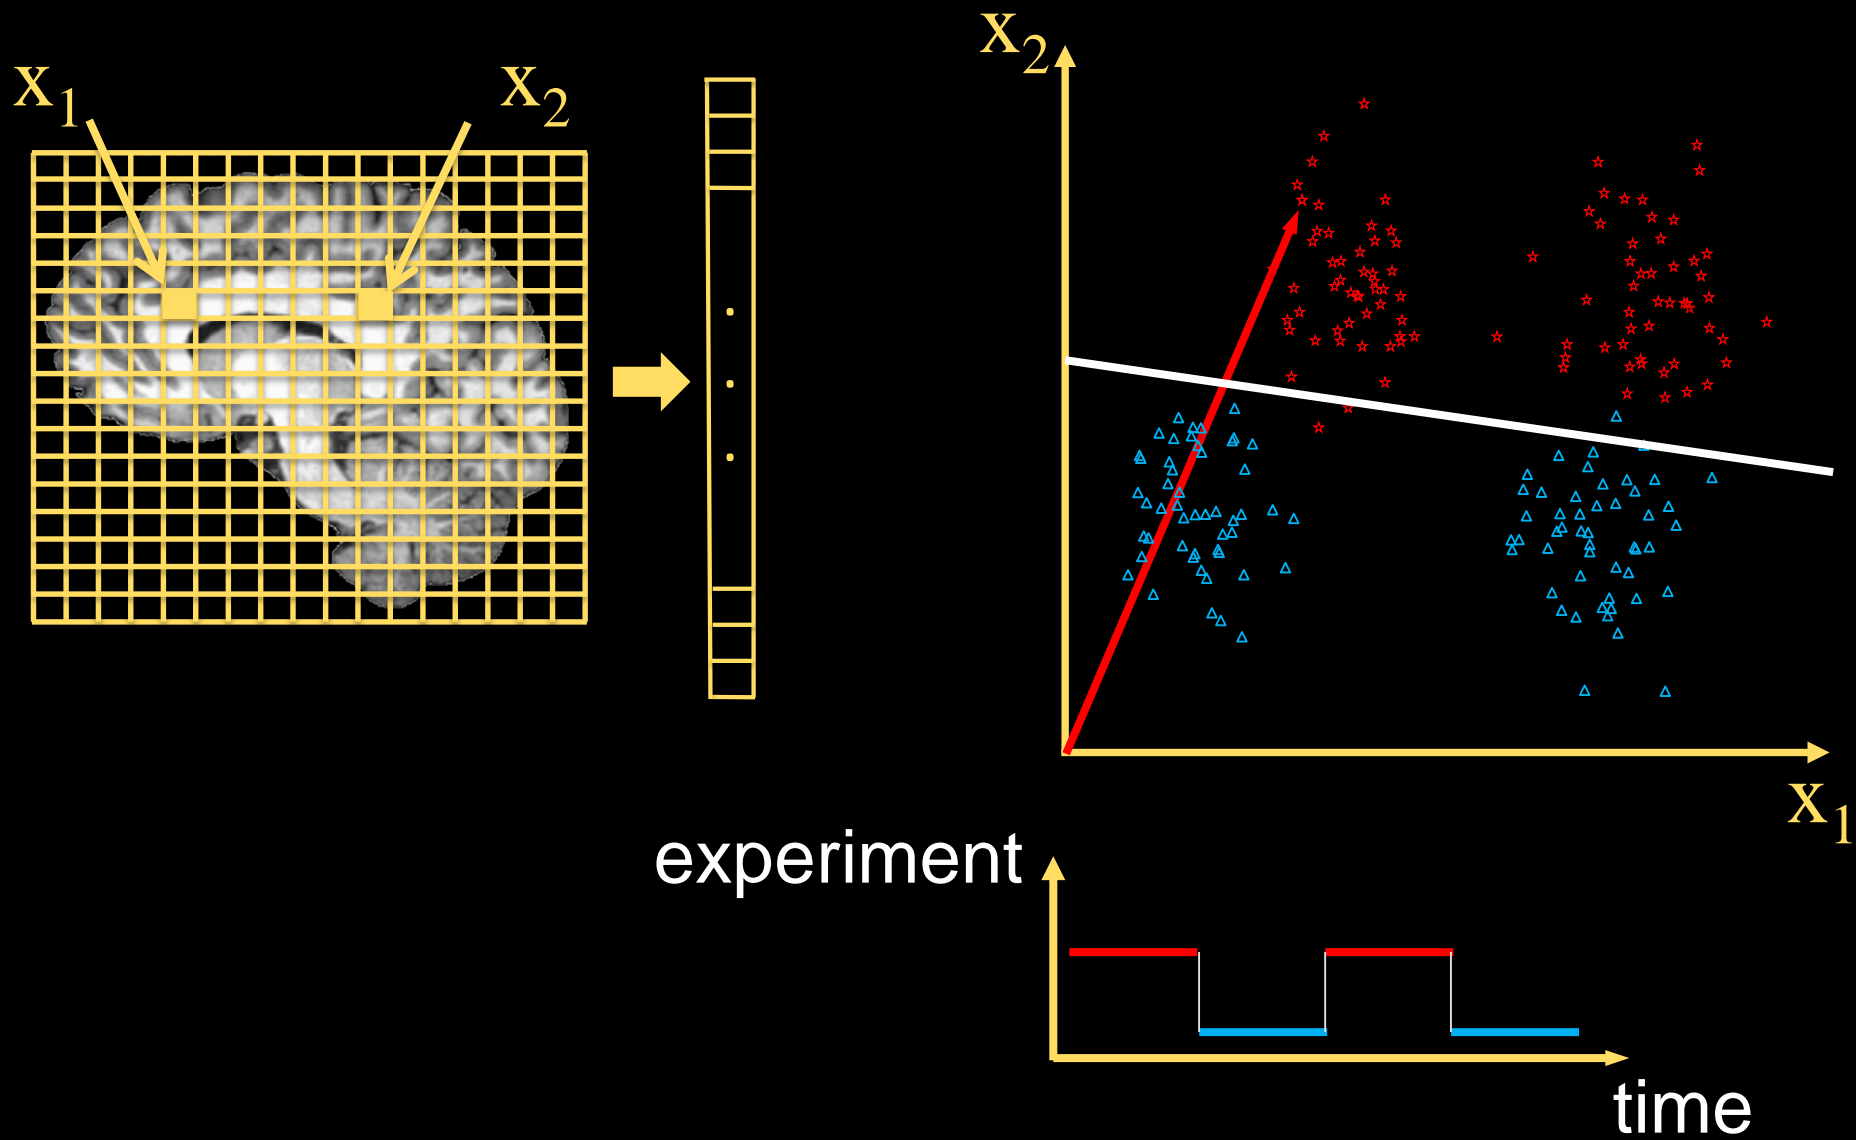 x₁
x₂
x₂
x₁
experiment
time